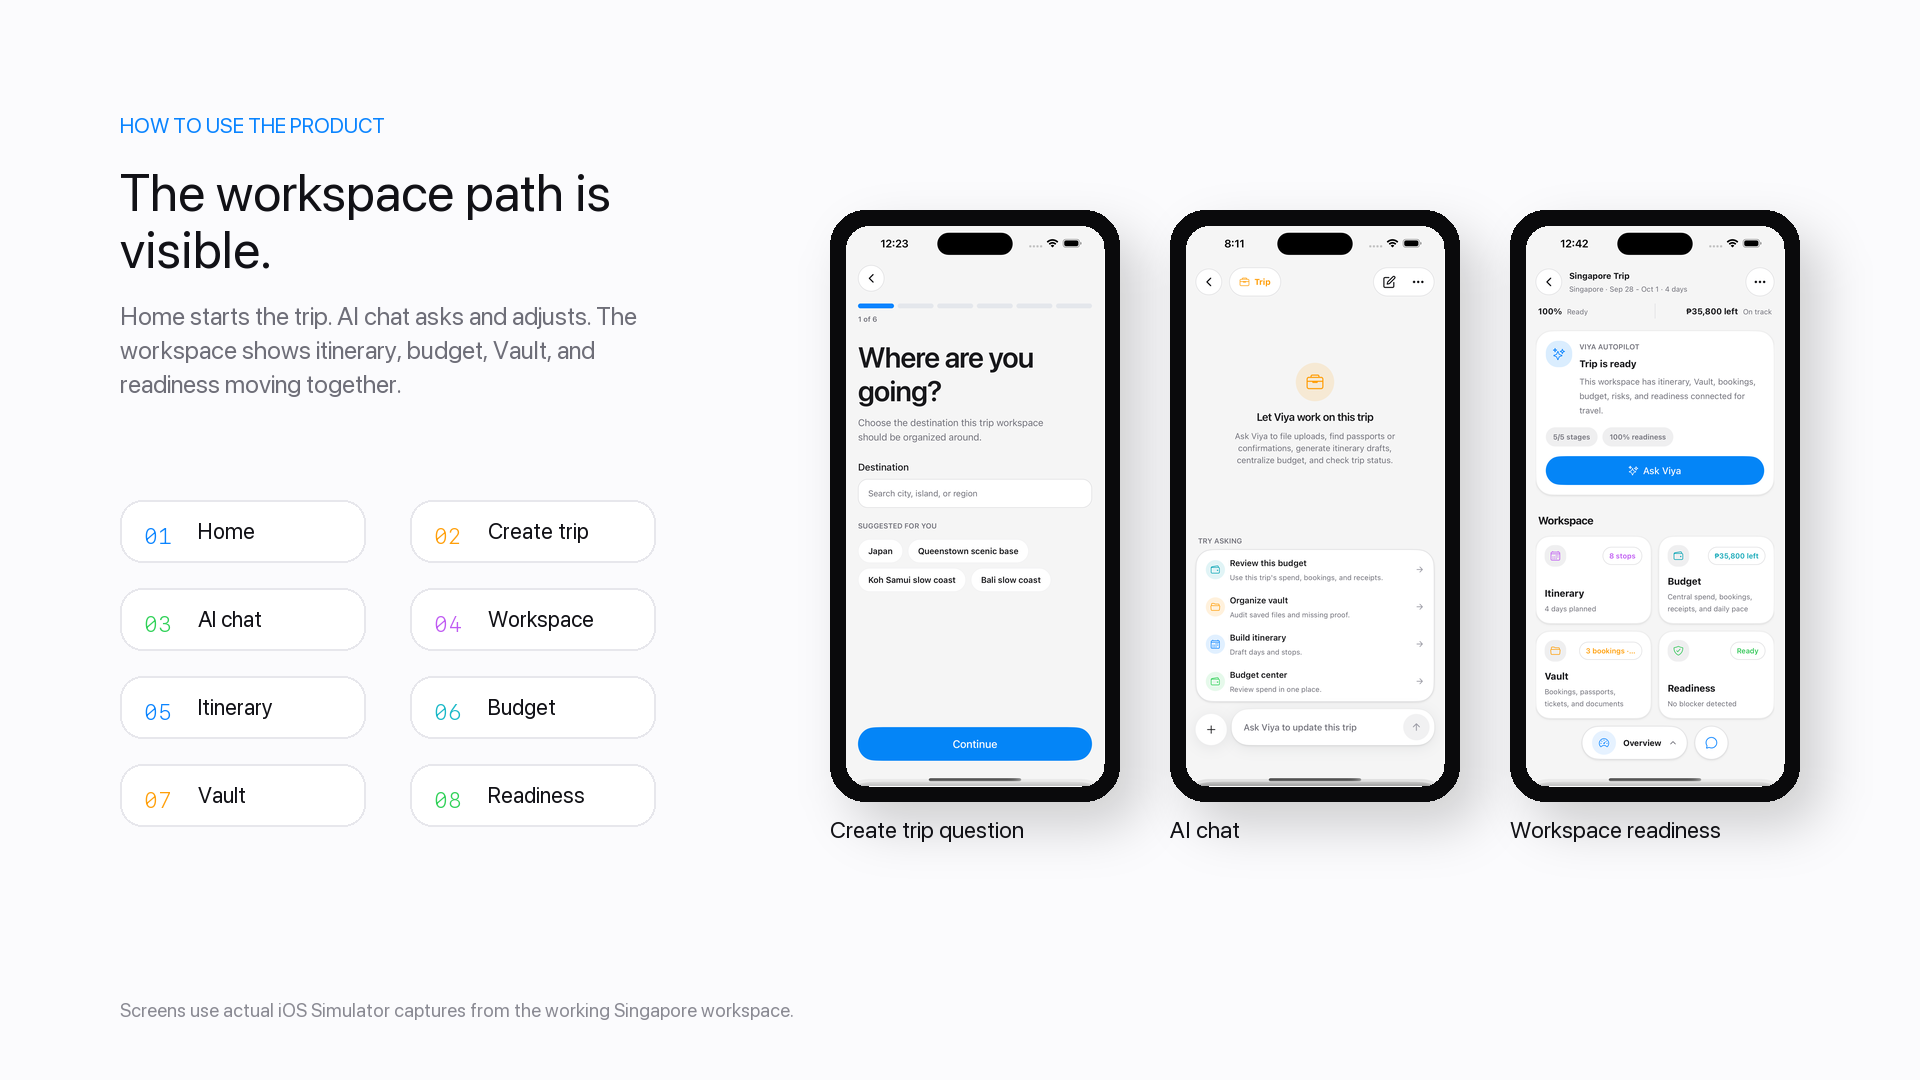 HOW TO USE THE PRODUCT
The workspace path is
visible.
Home starts the trip. AI chat asks and adjusts. The
workspace shows itinerary, budget, Vault, and
readiness moving together.
01 Home
02 Create trip
03 AI chat
04 Workspace
05 Itinerary
06 Budget
07 Vault
08 Readiness
12:23
1 of 6
Where are you
going?
Choose the destination this trip workspace
should be organized around.
Destination
Search city, island, or region
SUGGESTED FOR YOU
Japan
Queenstown scenic base
Koh Samui slow coast
Bali slow coast
Continue
Create trip question
8:11
Trip
Let Viya work on this trip
Ask Viya to file uploads, find passports or
confirmations, generate itinerary drafts,
centralize budget, and check trip status.
TRY ASKING
Review this budget
Use this trip's spend, bookings, and receipts.
Organize vault
Audit saved files and missing proof.
Build itinerary
Draft days and stops.
Budget center
Review spend in one place.
Ask Viya to update this trip
AI chat
12:42
Singapore Trip
Singapore · Sep 28 - Oct 1 · 4 days
100% Ready
₱35,800 left On track
VIYA AUTOPILOT
Trip is ready
This workspace has itinerary, Vault, bookings,
budget, risks, and readiness connected for
travel.
5/5 stages
100% readiness
Ask Viya
Workspace
8 stops
Itinerary
4 days planned
₱35,800 left
Budget
Central spend, bookings,
receipts, and daily pace
3 bookings ·...
Vault
Bookings, passports,
tickets, and documents
Ready
Readiness
No blocker detected
Overview
Workspace readiness
Screens use actual iOS Simulator captures from the working Singapore workspace.